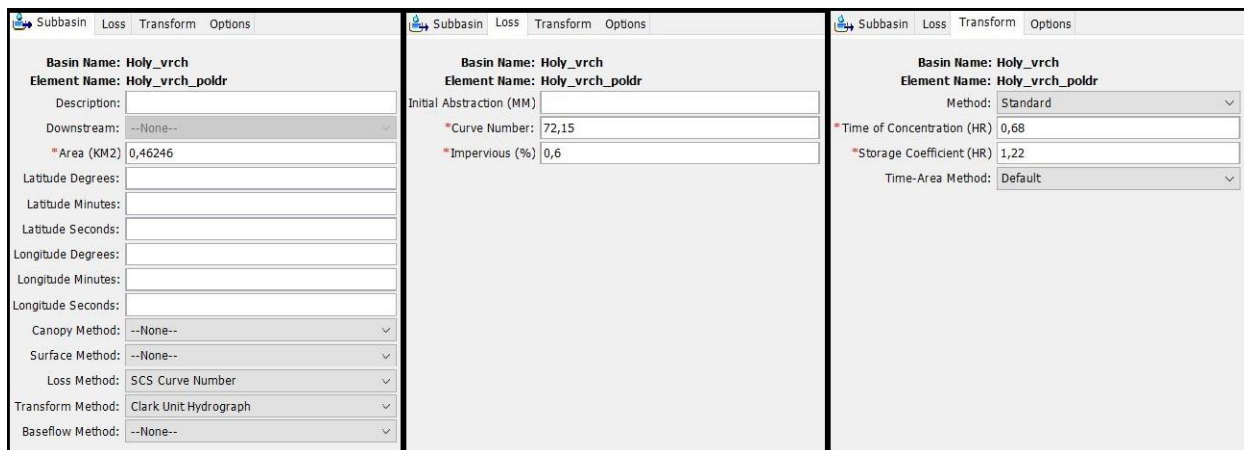 Subbasin Loss Transform Options
Basin Name: Holy_vrch
Element Name: Holy_vrch_poldr
Description:
Downstream: --None--
*Area (KM2) 0,46246
Latitude Degrees:
Latitude Minutes:
Latitude Seconds:
Longitude Degrees:
Longitude Minutes:
Longitude Seconds:
Canopy Method: --None--
Surface Method: --None--
Loss Method: SCS Curve Number
Transform Method: Clark Unit Hydrograph
Baseflow Method: --None--
Subbasin Loss Transform Options
Basin Name: Holy_vrch
Element Name: Holy_vrch_poldr
Initial Abstraction (MM)
*Curve Number: 72,15
*Impervious (%) 0,6
Subbasin Loss Transform Options
Basin Name: Holy_vrch
Element Name: Holy_vrch_poldr
Method: Standard
*Time of Concentration (HR) 0,68
*Storage Coefficient (HR) 1,22
Time-Area Method: Default